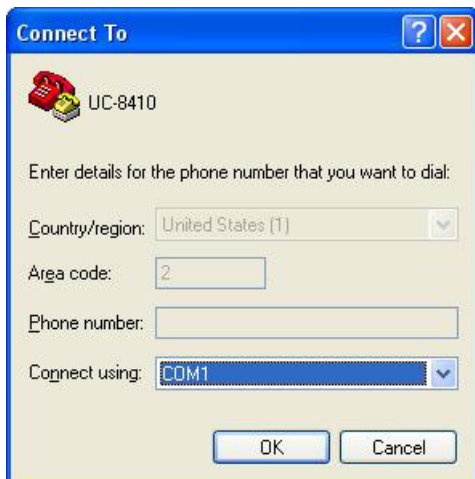 Connect To
UC-8410
Enter details for the phone number that you want to dial:
Country/region: United States (1)
Area code: 2
Phone number:
Connect using: COM1
OK Cancel